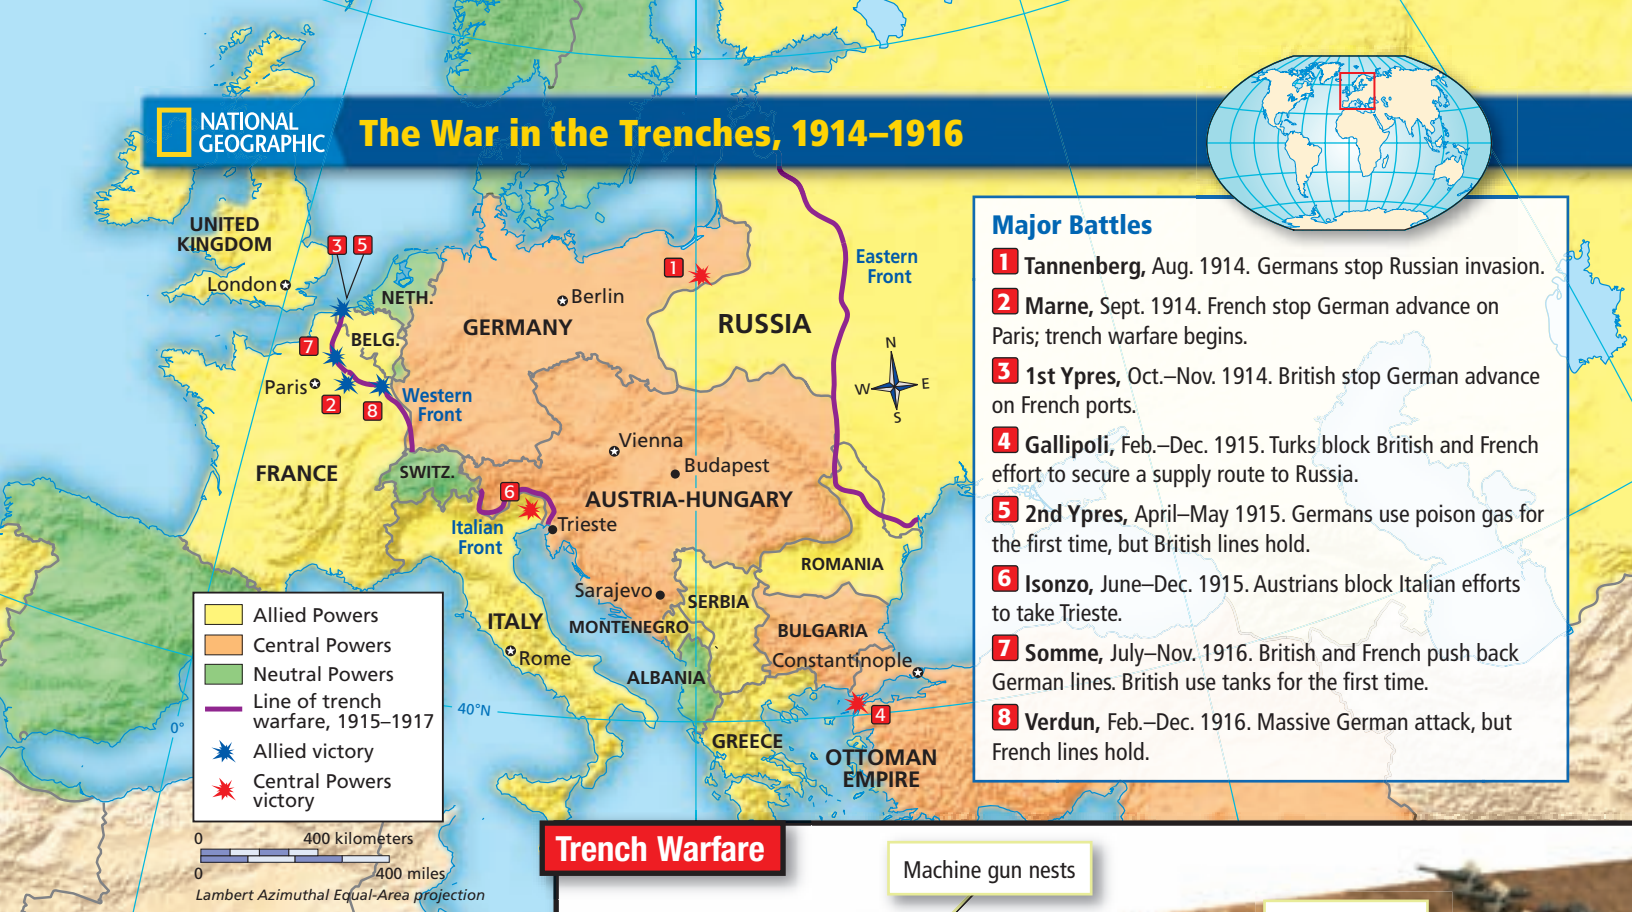 NATIONAL
GEOGRAPHIC
The War in the Trenches, 1914–1916
UNITED
KINGDOM
London
3 5
NETH.
BELG.
7
Paris
2
8
Western
Front
FRANCE
SWITZ.
GERMANY
Berlin
1
RUSSIA
Eastern
Front
N
W E
S
Vienna
Budapest
AUSTRIA-HUNGARY
6
Italian
Front
Trieste
ROMANIA
Sarajevo
SERBIA
ITALY
MONTENEGRO
BULGARIA
Rome
Constantinople
ALBANIA
4
GREECE
OTTOMAN
EMPIRE
40°N
0°
Major Battles
1 Tannenberg, Aug. 1914. Germans stop Russian invasion.
2 Marne, Sept. 1914. French stop German advance on
Paris; trench warfare begins.
3 1st Ypres, Oct.–Nov. 1914. British stop German advance
on French ports.
4 Gallipoli, Feb.–Dec. 1915. Turks block British and French
effort to secure a supply route to Russia.
5 2nd Ypres, April–May 1915. Germans use poison gas for
the first time, but British lines hold.
6 Isonzo, June–Dec. 1915. Austrians block Italian efforts
to take Trieste.
7 Somme, July–Nov. 1916. British and French push back
German lines. British use tanks for the first time.
8 Verdun, Feb.–Dec. 1916. Massive German attack, but
French lines hold.
Allied Powers
Central Powers
Neutral Powers
Line of trench
warfare, 1915–1917
Allied victory
Central Powers
victory
0 400 kilometers
0 400 miles
Lambert Azimuthal Equal-Area projection
Trench Warfare
Machine gun nests